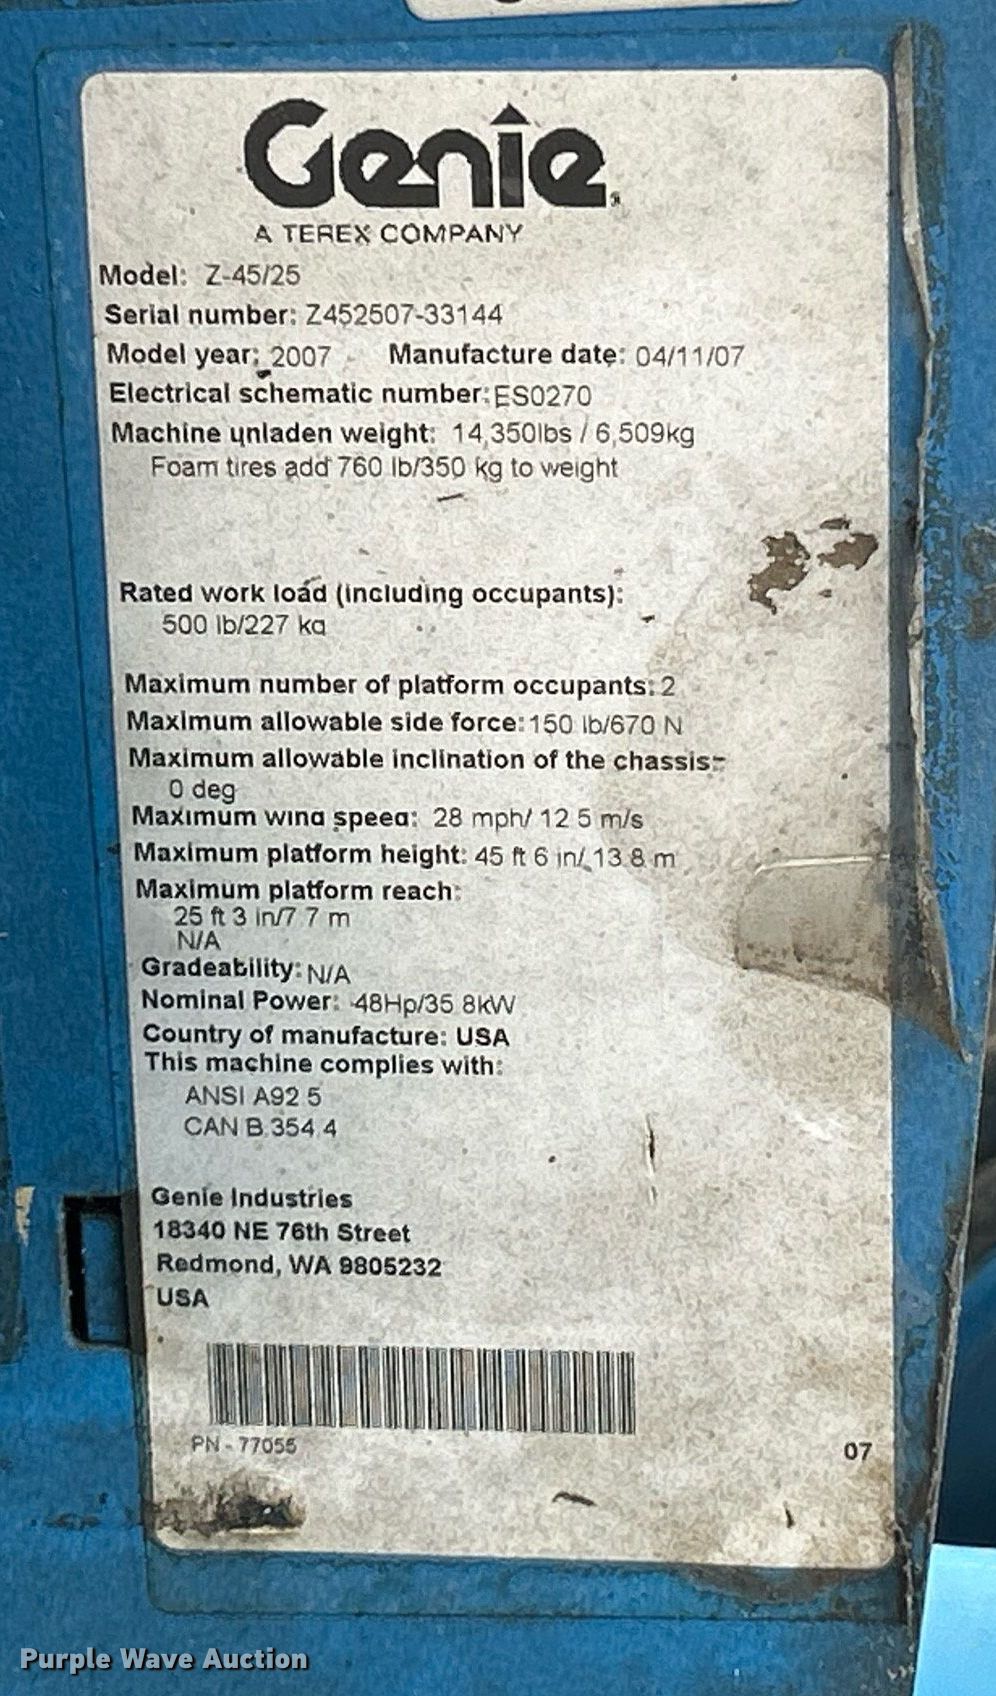 Genie
A TEREX COMPANY
Model: Z-45/25
Serial number: Z452507-33144
Model year: 2007 Manufacture date: 04/11/07
Electrical schematic number: ES0270
Machine unladen weight: 14,350lbs / 6,509kg
Foam tires add 760 lb/350 kg to weight
Rated work load (including occupants):
500 lb/227 kg
Maximum number of platform occupants: 2
Maximum allowable side force: 150 lb/670 N
Maximum allowable inclination of the chassis:
0 deg
Maximum wind speed: 28 mph/ 12.5 m/s
Maximum platform height: 45 ft 6 in/ 13.8 m
Maximum platform reach:
25 ft 3 in/7.7 m
N/A
Gradeability: N/A
Nominal Power: 48Hp/35.8kW
Country of manufacture: USA
This machine complies with:
ANSI A92.5
CAN B.354.4
Genie Industries
18340 NE 76th Street
Redmond, WA 9805232
USA
PN - 77055
07
Purple Wave Auction